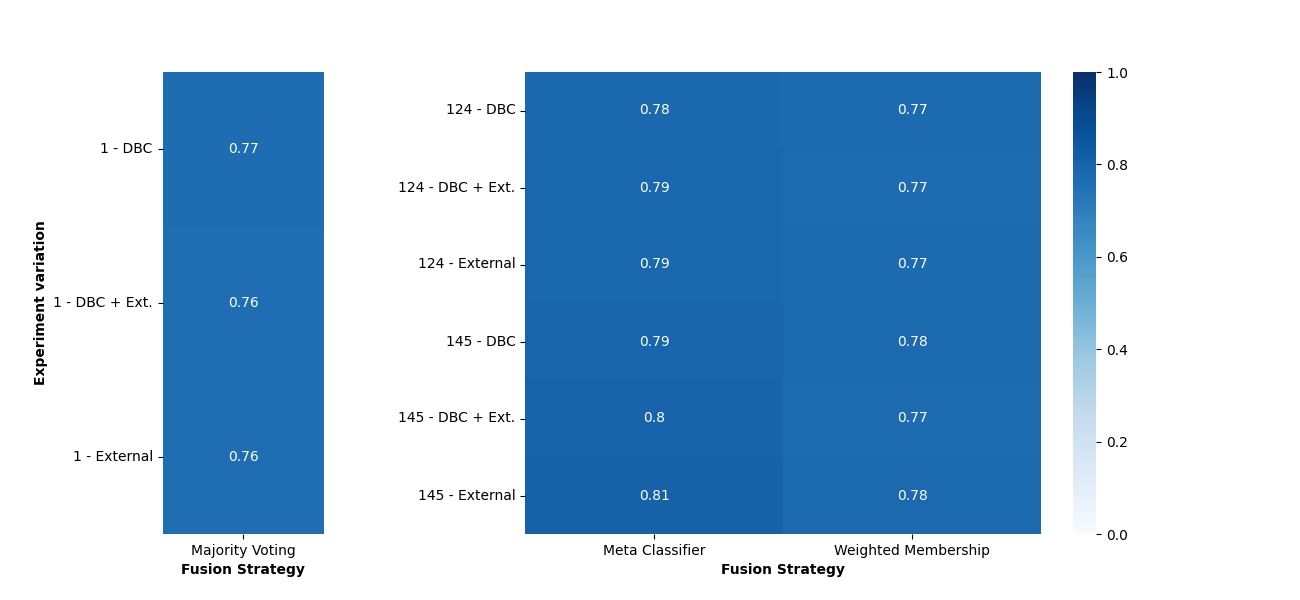 Experiment variation
1 - DBC
0.77
1 - DBC + Ext.
0.76
1 - External
0.76
Majority Voting
Fusion Strategy
124 - DBC
0.78 0.77
124 - DBC + Ext.
0.79 0.77
124 - External
0.79 0.77
145 - DBC
0.79 0.78
145 - DBC + Ext.
0.8 0.77
145 - External
0.81 0.78
Meta Classifier Weighted Membership
Fusion Strategy
1.0
0.8
0.6
0.4
0.2
0.0